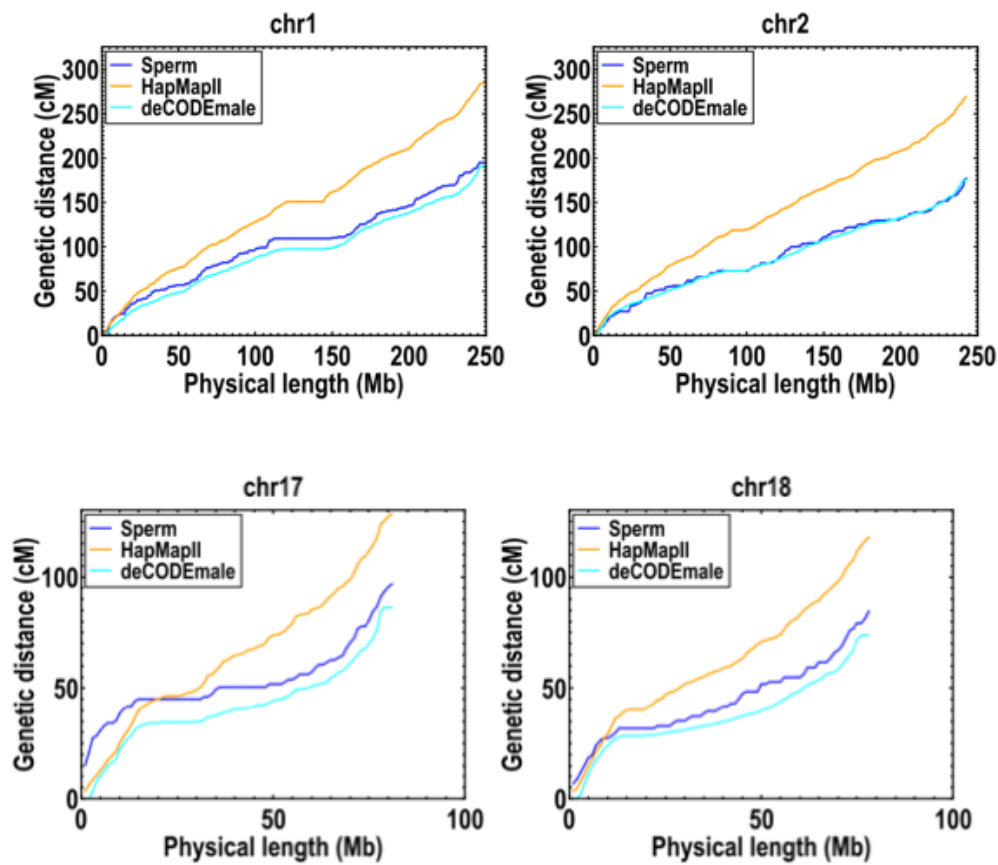 chr1
300
250
200
150
100
50
0
Genetic distance (cM)
Sperm
HapMapII
deCODEmale
0 50 100 150 200 250
Physical length (Mb)
chr2
300
250
200
150
100
50
0
Genetic distance (cM)
Sperm
HapMapII
deCODEmale
0 50 100 150 200 250
Physical length (Mb)
chr17
100
50
0
Genetic distance (cM)
Sperm
HapMapII
deCODEmale
0 50 100
Physical length (Mb)
chr18
100
50
0
Genetic distance (cM)
Sperm
HapMapII
deCODEmale
0 50 100
Physical length (Mb)